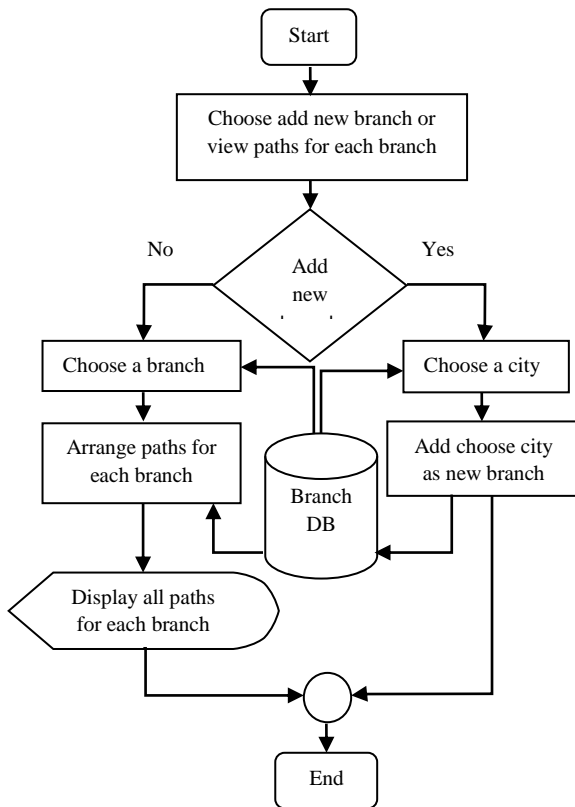 Start
Choose add new branch or
view paths for each branch
No
Yes
Add
new
Choose a branch
Choose a city
Arrange paths for
each branch
Add choose city
as new branch
Branch
DB
Display all paths
for each branch
End